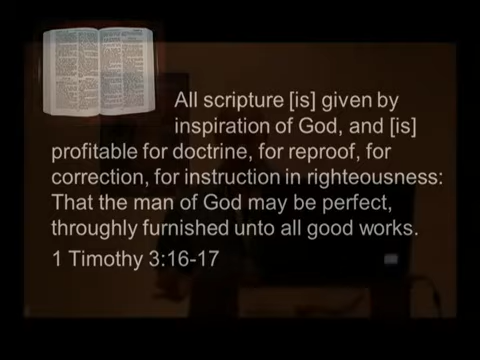 All scripture [is] given by
inspiration of God, and [is]
profitable for doctrine, for reproof, for
correction, for instruction in righteousness:
That the man of God may be perfect,
throughly furnished unto all good works.
1 Timothy 3:16-17